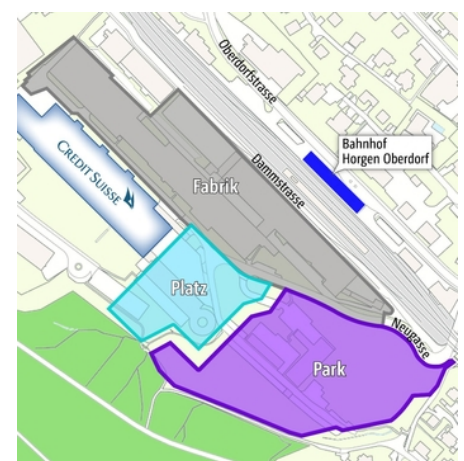 Oberdorfstrasse
Bahnhof
Horgen Oberdorf
CREDIT SUISSE
Dammstrasse
Fabrik
Platz
Neugasse
Park